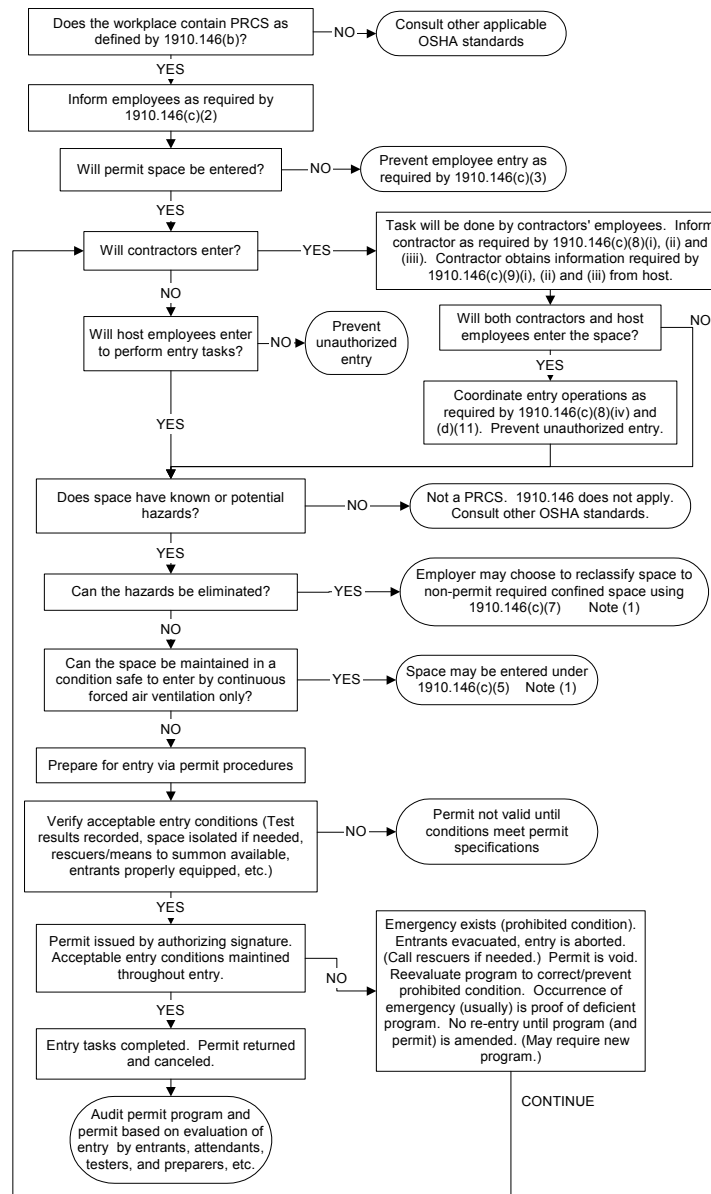 Does the workplace contain PRCS as
defined by 1910.146(b)?
NO
Consult other applicable
OSHA standards
YES
Inform employees as required by
1910.146(c)(2)
Will permit space be entered?
NO
Prevent employee entry as
required by 1910.146(c)(3)
YES
Will contractors enter?
YES
Task will be done by contractors' employees. Inform
contractor as required by 1910.146(c)(8)(i), (ii) and
(iiii). Contractor obtains information required by
1910.146(c)(9)(i), (ii) and (iii) from host.
NO
Will host employees enter
to perform entry tasks?
NO
Prevent
unauthorized
entry
Will both contractors and host
employees enter the space?
NO
YES
Coordinate entry operations as
required by 1910.146(c)(8)(iv) and
(d)(11). Prevent unauthorized entry.
YES
Does space have known or potential
hazards?
NO
Not a PRCS. 1910.146 does not apply.
Consult other OSHA standards.
YES
Can the hazards be eliminated?
YES
Employer may choose to reclassify space to
non-permit required confined space using
1910.146(c)(7) Note (1)
NO
Can the space be maintained in a
condition safe to enter by continuous
forced air ventilation only?
YES
Space may be entered under
1910.146(c)(5) Note (1)
NO
Prepare for entry via permit procedures
Verify acceptable entry conditions (Test
results recorded, space isolated if needed,
rescuers/means to summon available,
entrants properly equipped, etc.)
NO
Permit not valid until
conditions meet permit
specifications
YES
Permit issued by authorizing signature.
Acceptable entry conditions maintined
throughout entry.
NO
Emergency exists (prohibited condition).
Entrants evacuated, entry is aborted.
(Call rescuers if needed.) Permit is void.
Reevaluate program to correct/prevent
prohibited condition. Occurrence of
emergency (usually) is proof of deficient
program. No re-entry until program (and
permit) is amended. (May require new
program.)
YES
Entry tasks completed. Permit returned
and canceled.
CONTINUE
Audit permit program and
permit based on evaluation of
entry by entrants, attendants,
testers, and preparers, etc.